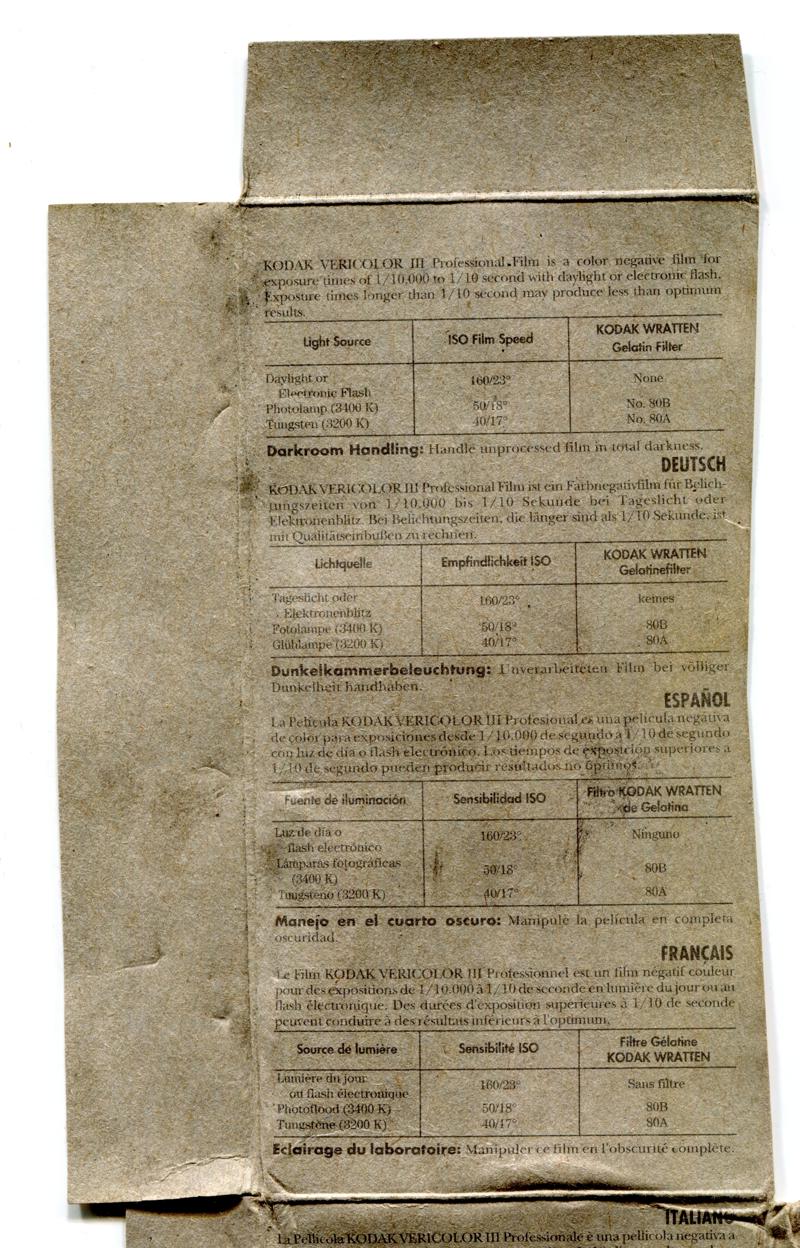 KODAK VERICOLOR III Professional Film is a color negative film for
exposure times of 1/10,000 to 1/10 second with daylight or electronic flash.
Exposure times longer than 1/10 second may produce less than optimum
results.
Light Source ISO Film Speed KODAK WRATTEN
Gelatin Filter
Daylight or
Electronic Flash 160/23° None
Photolamp (3400 K) 50/18° No. 80B
Tungsten (3200 K) 40/17° No. 80A
Darkroom Handling: Handle unprocessed film in total darkness.
DEUTSCH
KODAK VERICOLOR III Professional Film ist ein Farbnegativfilm für Belich-
tungszeiten von 1/10.000 bis 1/10 Sekunde bei Tageslicht oder
Elektronenblitz. Bei Belichtungszeiten, die länger sind als 1/10 Sekunde, ist
mit Qualitätseinbußen zu rechnen.
Lichtquelle Empfindlichkeit ISO KODAK WRATTEN
Gelatinefilter
Tageslicht oder
Elektronenblitz 160/23° keines
Fotolampe (3400 K) 50/18° 80B
Glühlampe (3200 K) 40/17° 80A
Dunkelkammerbeleuchtung: Unverarbeiteten Film bei völliger
Dunkelheit handhaben.
ESPAÑOL
La Película KODAK VERICOLOR III Profesional es una película negativa
de color para exposiciones desde 1/10.000 de segundo a 1/10 de segundo
con luz de día o flash electrónico. Los tiempos de exposición superiores a
1/10 de segundo pueden producir resultados no óptimos.
Fuente de iluminación Sensibilidad ISO Filtro KODAK WRATTEN
de Gelatina
Luz de día o
flash electrónico 160/23° Ninguno
Lámparas fotográficas
(3400 K) 50/18° 80B
Tungsteno (3200 K) 40/17° 80A
Manejo en el cuarto oscuro: Manipule la película en completa
oscuridad.
FRANÇAIS
Le Film KODAK VERICOLOR III Professionnel est un film négatif couleur
pour des expositions de 1/10.000 à 1/10 de seconde en lumière du jour ou au
flash électronique. Des durées d'exposition supérieures à 1/10 de seconde
peuvent conduire à des résultats inférieurs à l'optimum.
Source de lumière Sensibilité ISO Filtre Gélatine
KODAK WRATTEN
Lumière du jour
ou flash électronique 160/23° Sans filtre
Photoflood (3400 K) 50/18° 80B
Tungstène (3200 K) 40/17° 80A
Eclairage du laboratoire: Manipuler ce film en l'obscurité complète.
ITALIANO
La Pellicola KODAK VERICOLOR III Professionale è una pellicola negativa a